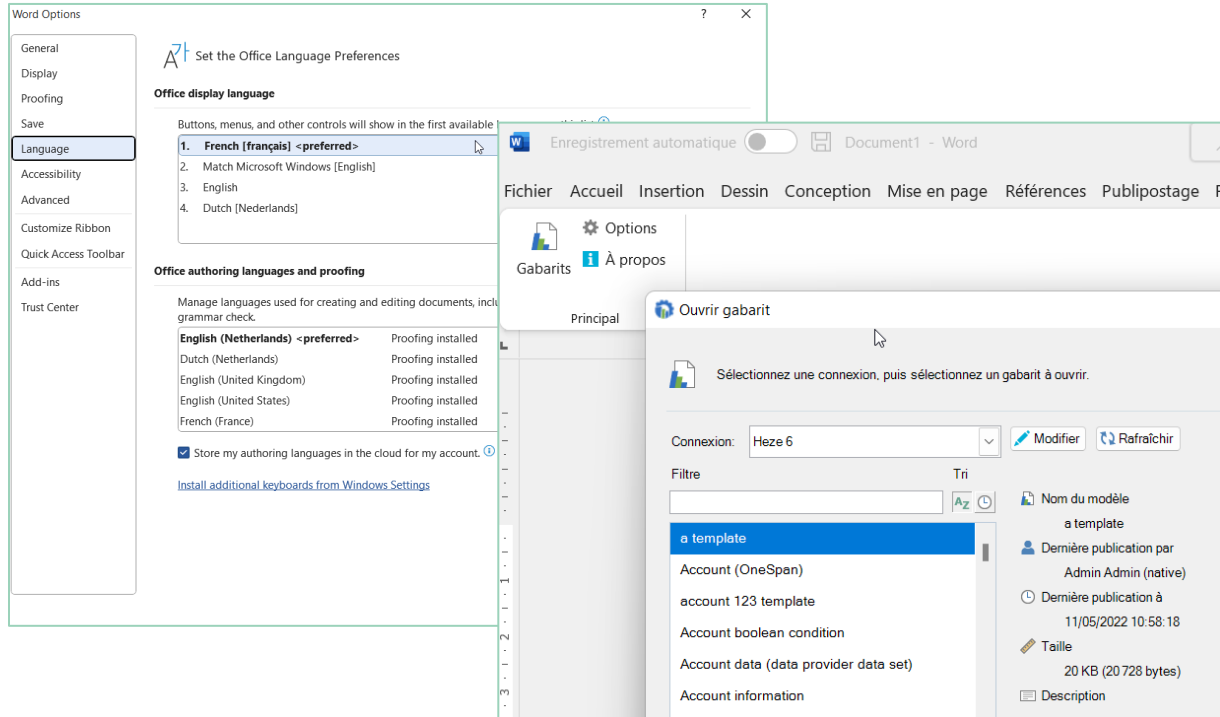 Word Options
?
General
Display
Proofing
Save
Language
Accessibility
Advanced
Customize Ribbon
Quick Access Toolbar
Add-ins
Trust Center
Set the Office Language Preferences
Office display language
Buttons, menus, and other controls will show in the first available
1. French [français] <preferred>
2. Match Microsoft Windows [English]
3. English
4. Dutch [Nederlands]
Office authoring languages and proofing
Manage languages used for creating and editing documents,
grammar check.
English (Netherlands) <preferred> Proofing installed
Dutch (Netherlands) Proofing installed
English (United Kingdom) Proofing installed
English (United States) Proofing installed
French (France) Proofing installed
Store my authoring languages in the cloud for my account.
Install additional keyboards from Windows Settings
Enregistrement automatique Document1 - Word
Fichier Accueil Insertion Dessin Conception Mise en page Références Publipostage
Gabarits
Options
À propos
Principal
Ouvrir gabarit
Sélectionnez une connexion, puis sélectionnez un gabarit à ouvrir.
Connexion: Heze 6 Modifier Rafraîchir
Filtre Tri
a template
Account (OneSpan)
account 123 template
Account boolean condition
Account data (data provider data set)
Account information
Nom du modèle
a template
Dernière publication par
Admin Admin (native)
Dernière publication à
11/05/2022 10:58:18
Taille
20 KB (20 728 bytes)
Description
1
2
3